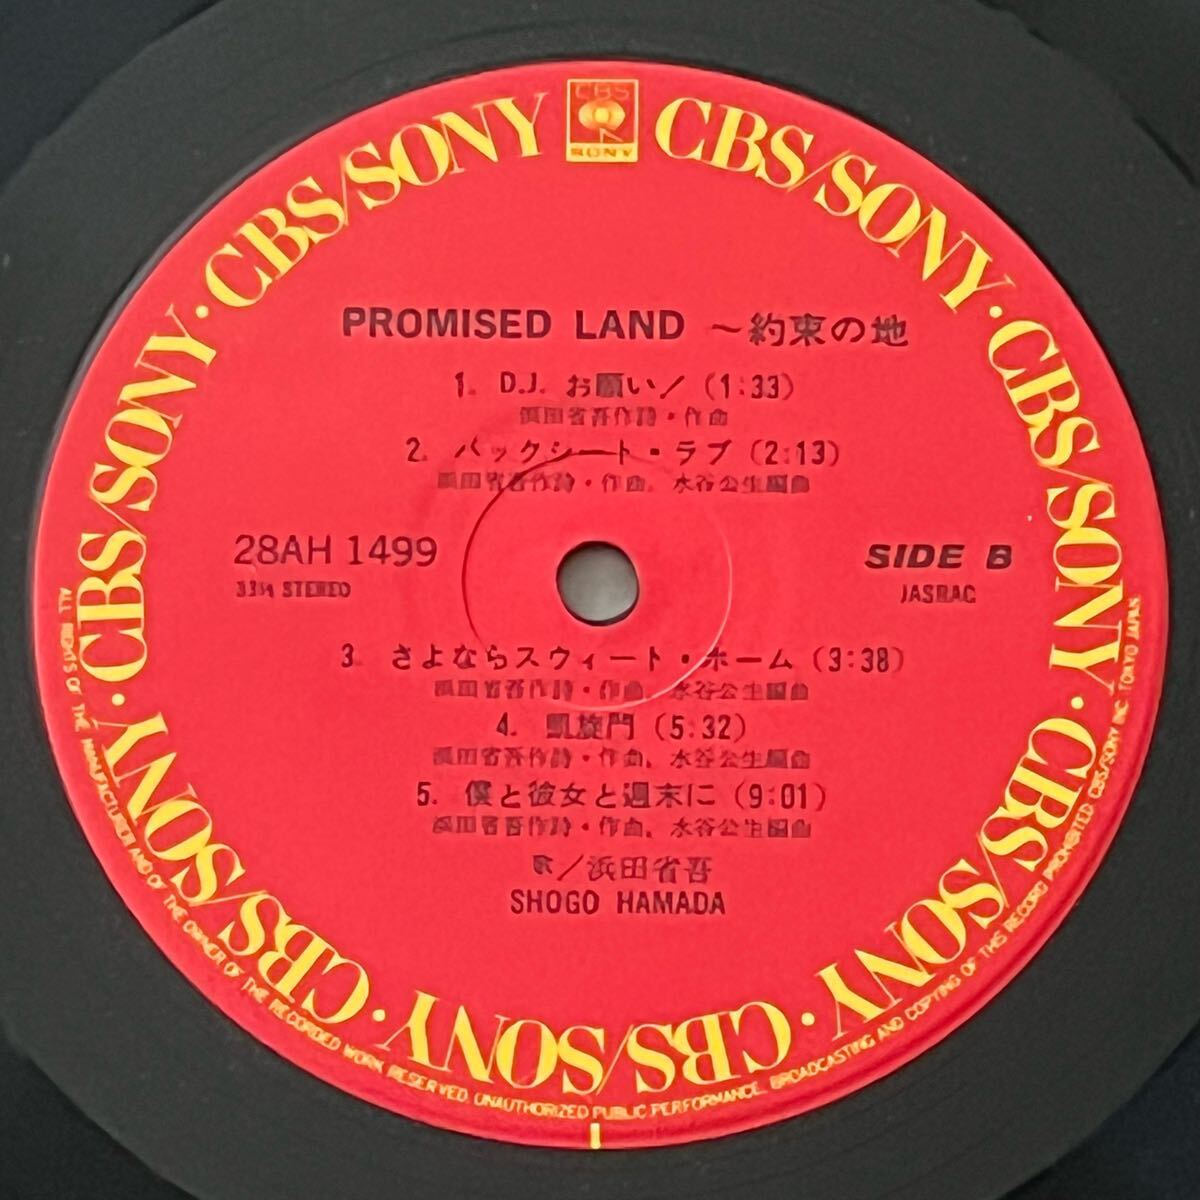 CBS
SONY
CBS/SONY · CBS/SONY · CBS/SONY · CBS/SONY · CBS/SONY · CBS/SONY · CBS/SONY · CBS/SONY · CBS/SONY
PROMISED LAND ～約束の地
1. D.J. お願い！(1:33)
浜田省吾作詩・作曲
2. バックシート・ラブ (2:13)
浜田省吾作詩・作曲、水谷公生編曲
28AH 1499
33⅓ STEREO
SIDE B
JASRAC
3. さよならスウィート・ホーム (3:38)
浜田省吾作詩・作曲、水谷公生編曲
4. 凱旋門 (5:32)
浜田省吾作詩・作曲、水谷公生編曲
5. 僕と彼女と週末に (9:01)
浜田省吾作詩・作曲、水谷公生編曲
歌／浜田省吾
SHOGO HAMADA
ALL RIGHTS OF THE MANUFACTURER AND OF THE OWNER OF THE RECORDED WORK RESERVED. UNAUTHORIZED PUBLIC PERFORMANCE, BROADCASTING AND COPYING OF THIS RECORD PROHIBITED CBS/SONY INC. TOKYO JAPAN.